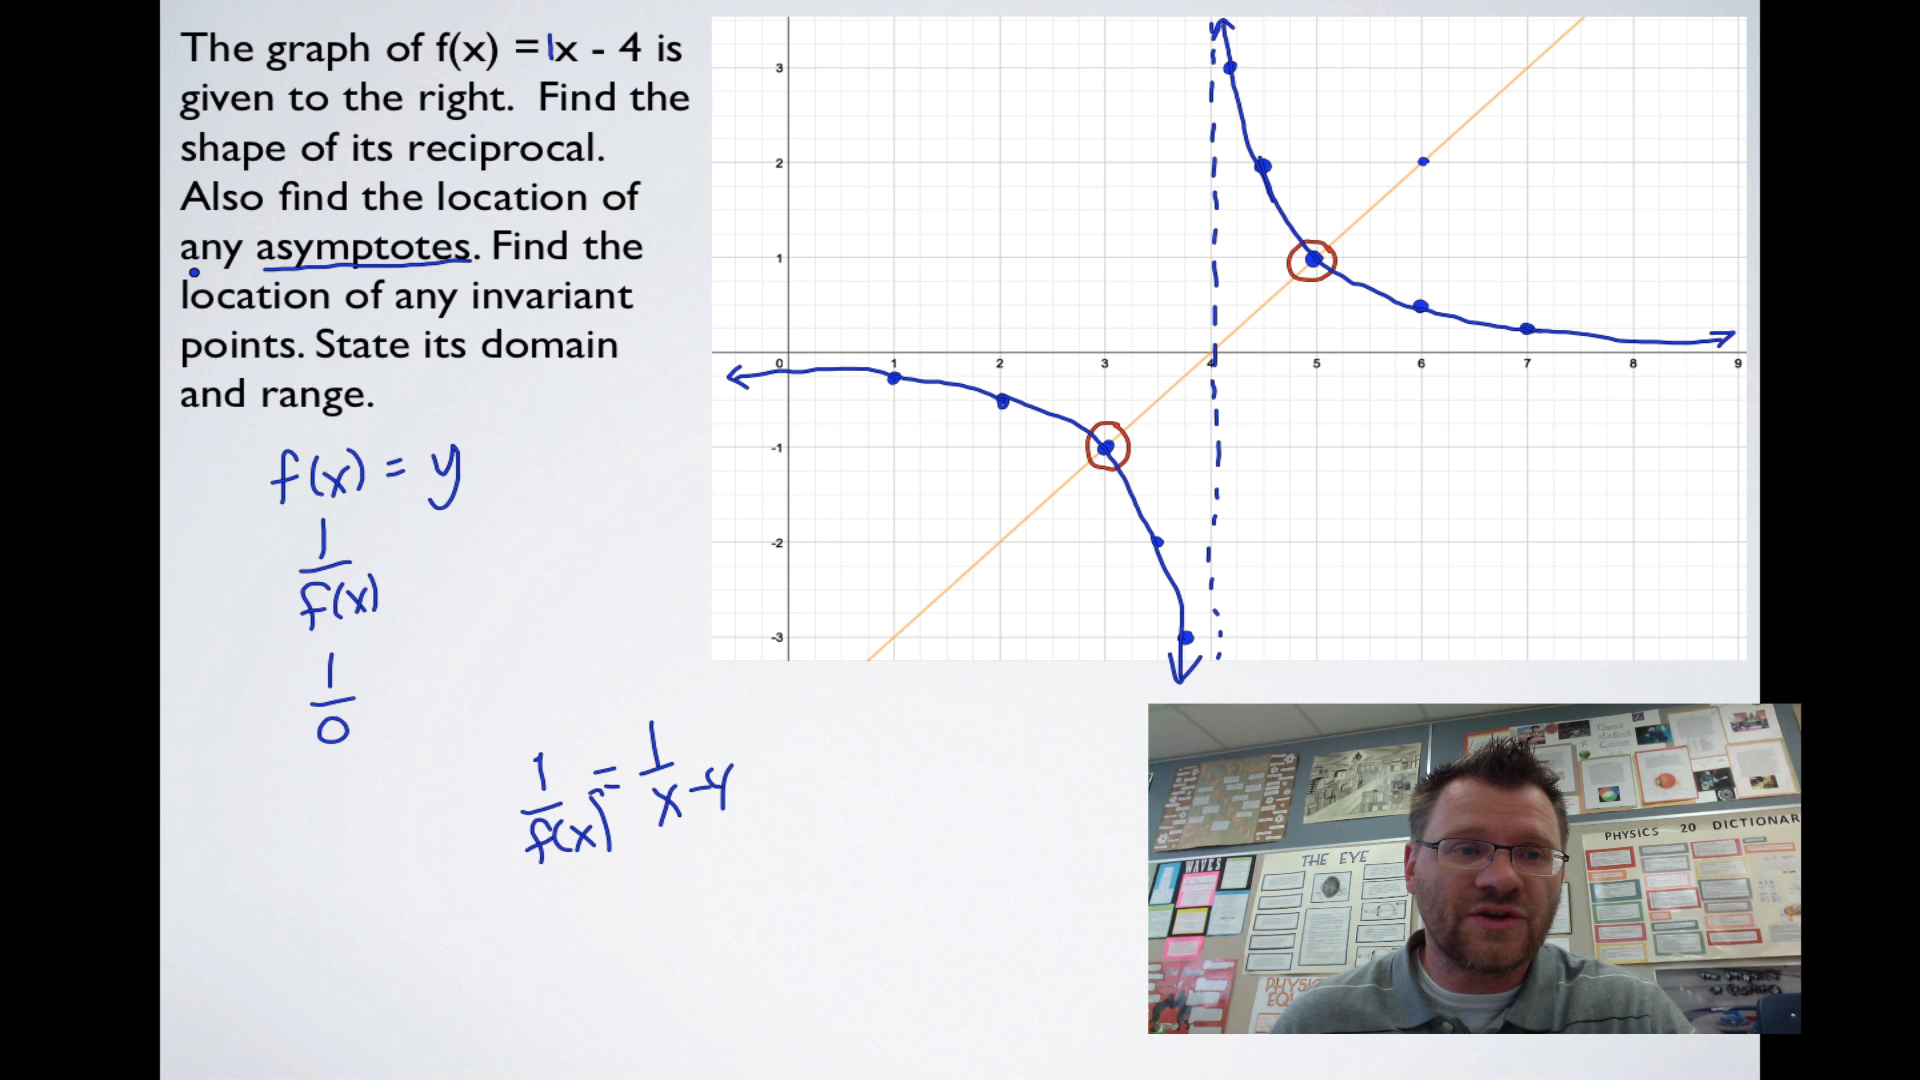 The graph of f(x) = 1x - 4 is
given to the right. Find the
shape of its reciprocal.
Also find the location of
any asymptotes. Find the
location of any invariant
points. State its domain
and range.
f(x) = y
1
f(x)
1
0
1
f(x)
=
1
x-4
3
2
1
0
1
2
3
4
5
6
7
8
9
-1
-2
-3
WAVES
THE EYE
PHYSICS 20 DICTIONAR
PHYSIC
EQU